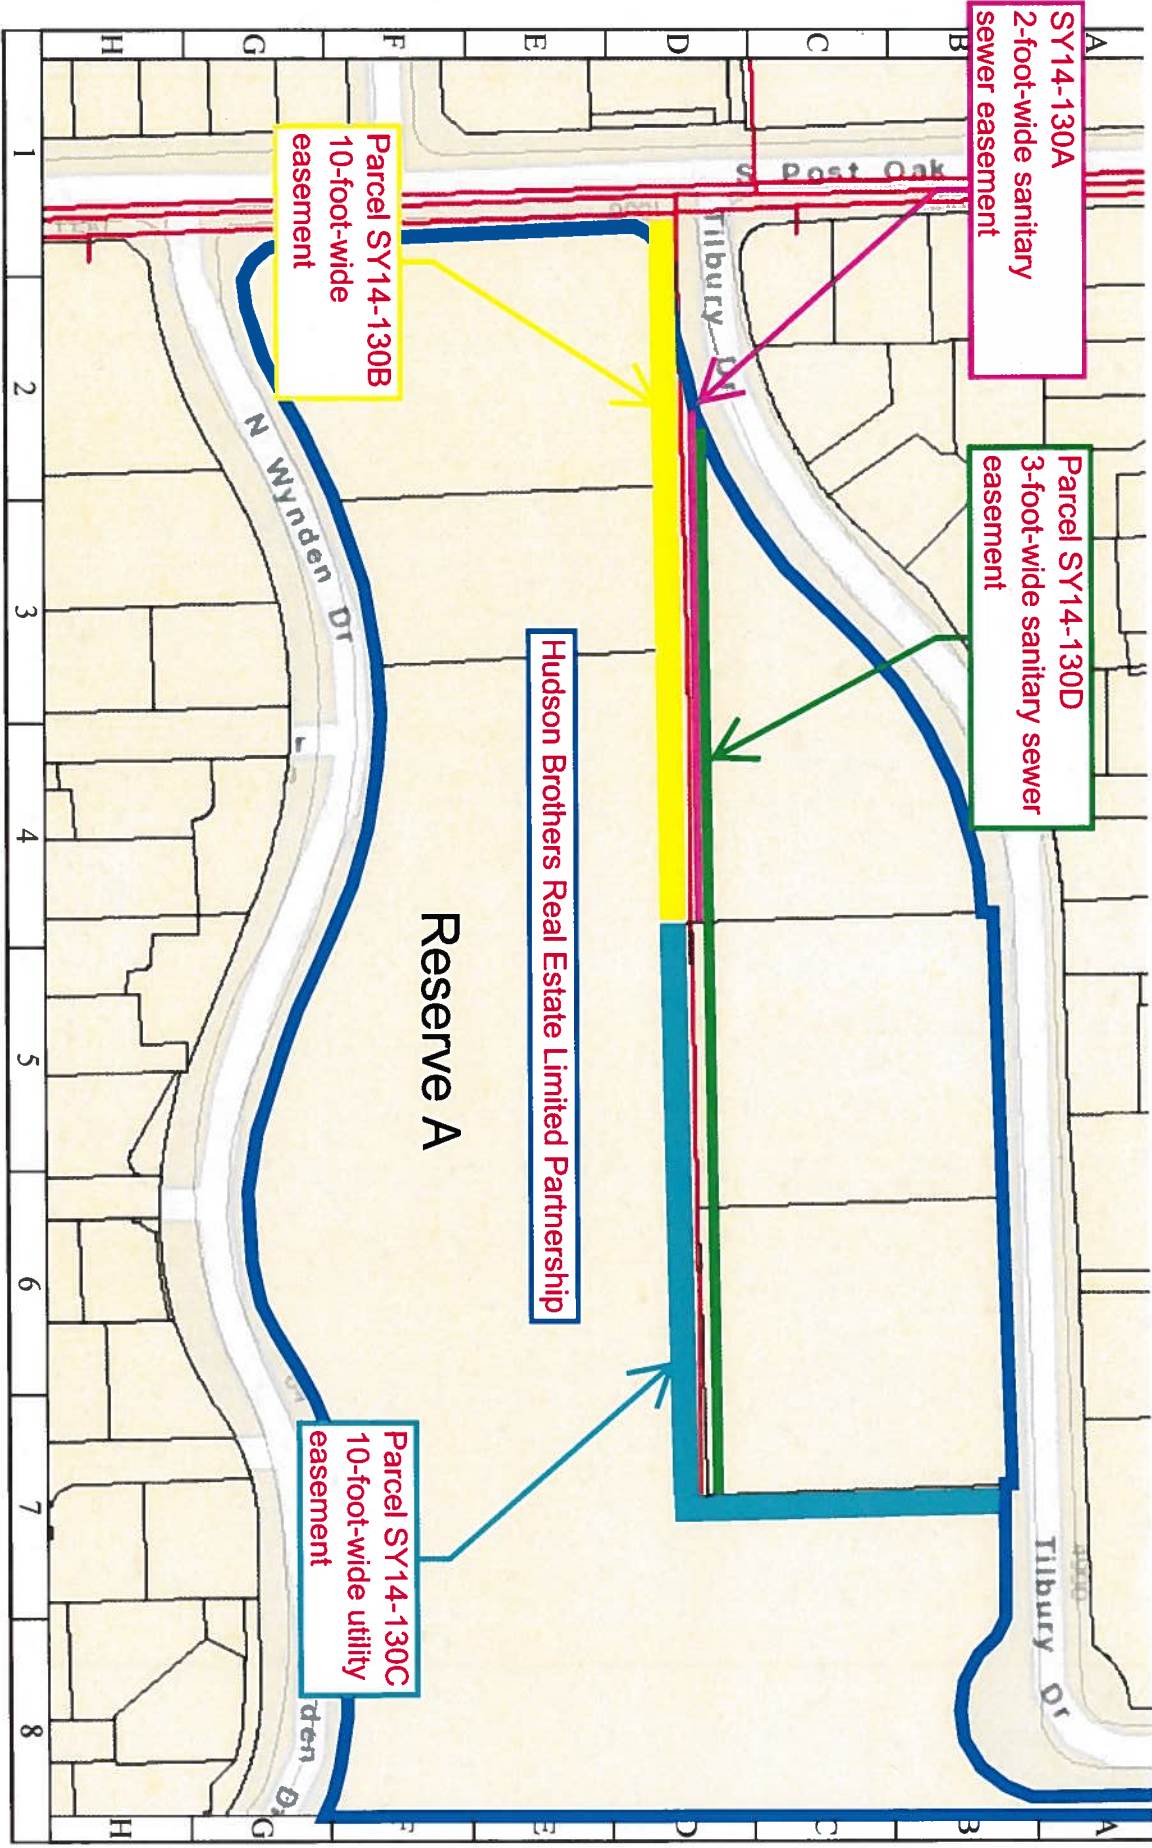 SY14-130A
2-foot-wide sanitary
sewer easement
Parcel SY14-130D
3-foot-wide sanitary sewer
easement
Parcel SY14-130B
10-foot-wide
easement
Parcel SY14-130C
10-foot-wide utility
easement
Hudson Brothers Real Estate Limited Partnership
Reserve A
S Post Oak
Tilbury Dr
N Wynden Dr
Tilbury Dr
den D
A
B
C
D
E
F
G
H
1
2
3
4
5
6
7
8
A
B
C
D
E
F
G
H